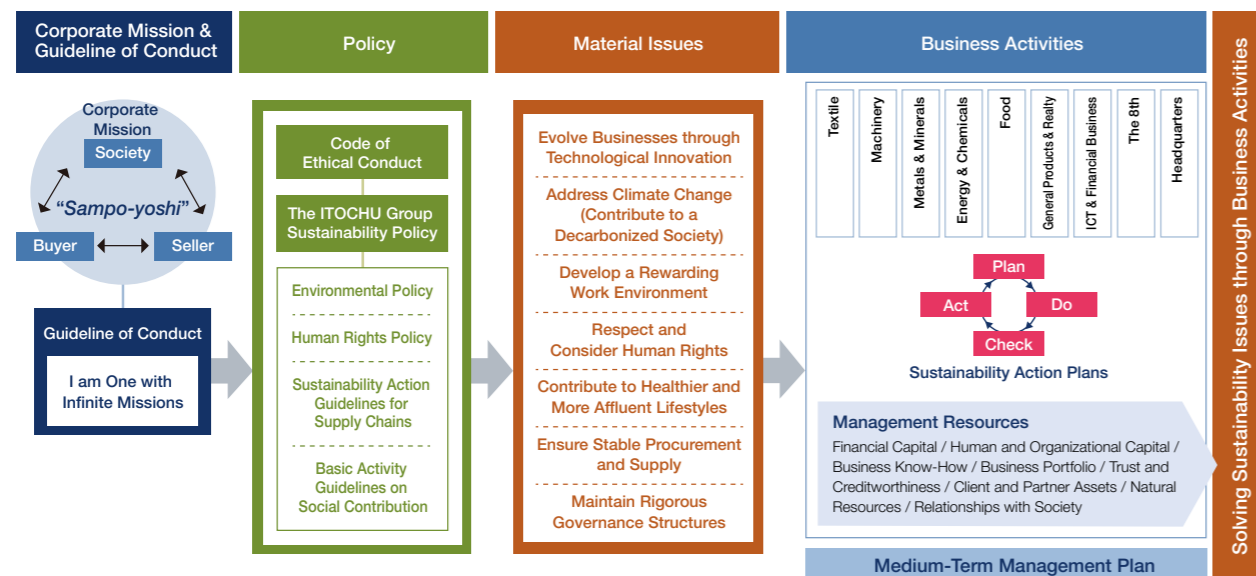 Corporate Mission &
Guideline of Conduct
Corporate
Mission
Society
“Sampo-yoshi”
Buyer
Seller
Guideline of Conduct
I am One with
Infinite Missions
Policy
Code of
Ethical Conduct
The ITOCHU Group
Sustainability Policy
Environmental Policy
Human Rights Policy
Sustainability Action
Guidelines for
Supply Chains
Basic Activity
Guidelines on
Social Contribution
Material Issues
Evolve Businesses through
Technological Innovation
Address Climate Change
(Contribute to a
Decarbonized Society)
Develop a Rewarding
Work Environment
Respect and
Consider Human Rights
Contribute to Healthier and
More Affluent Lifestyles
Ensure Stable Procurement
and Supply
Maintain Rigorous
Governance Structures
Business Activities
Textile
Machinery
Metals & Minerals
Energy & Chemicals
Food
General Products & Realty
ICT & Financial Business
The 8th
Headquarters
Plan
Act
Do
Check
Sustainability Action Plans
Management Resources
Financial Capital / Human and Organizational Capital /
Business Know-How / Business Portfolio / Trust and
Creditworthiness / Client and Partner Assets / Natural
Resources / Relationships with Society
Medium-Term Management Plan
Solving Sustainability Issues through Business Activities